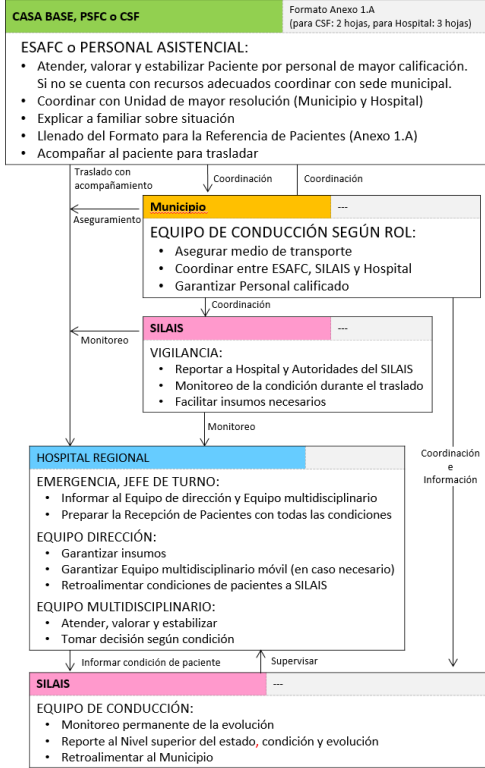 CASA BASE, PSFC o CSF
Formato Anexo 1.A
(para CSF: 2 hojas, para Hospital: 3 hojas)
ESAFC o PERSONAL ASISTENCIAL:
• Atender, valorar y estabilizar Paciente por personal de mayor calificación.
Si no se cuenta con recursos adecuados coordinar con sede municipal.
• Coordinar con Unidad de mayor resolución (Municipio y Hospital)
• Explicar a familiar sobre situación
• Llenado del Formato para la Referencia de Pacientes (Anexo 1.A)
• Acompañar al paciente para trasladar
Traslado con
acompañamiento
Coordinación
Coordinación
Aseguramiento
Municipio
---
EQUIPO DE CONDUCCIÓN SEGÚN ROL:
• Asegurar medio de transporte
• Coordinar entre ESAFC, SILAIS y Hospital
• Garantizar Personal calificado
Coordinación
SILAIS
---
Monitoreo
VIGILANCIA:
• Reportar a Hospital y Autoridades del SILAIS
• Monitoreo de la condición durante el traslado
• Facilitar insumos necesarios
Monitoreo
Coordinación
e
Información
HOSPITAL REGIONAL
EMERGENCIA, JEFE DE TURNO:
• Informar al Equipo de dirección y Equipo multidisciplinario
• Preparar la Recepción de Pacientes con todas las condiciones
EQUIPO DIRECCIÓN:
• Garantizar insumos
• Garantizar Equipo multidisciplinario móvil (en caso necesario)
• Retroalimentar condiciones de pacientes a SILAIS
EQUIPO MULTIDISCIPLINARIO:
• Atender, valorar y estabilizar
• Tomar decisión según condición
Informar condición de paciente
Supervisar
SILAIS
---
EQUIPO DE CONDUCCIÓN:
• Monitoreo permanente de la evolución
• Reporte al Nivel superior del estado, condición y evolución
• Retroalimentar al Municipio